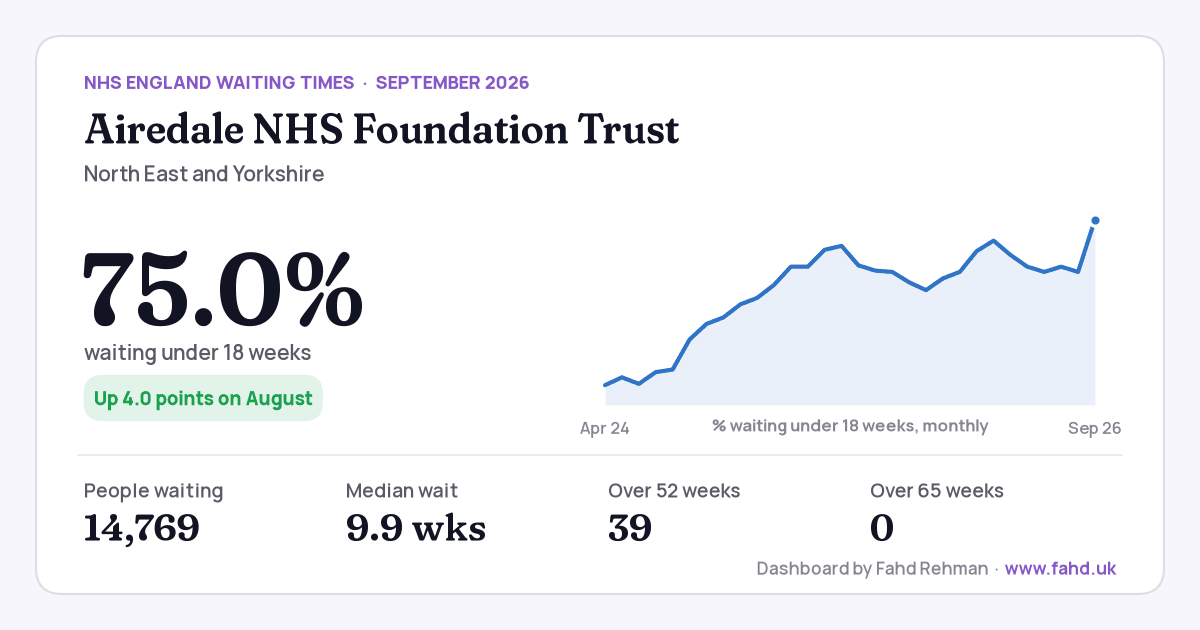 NHS ENGLAND WAITING TIMES · SEPTEMBER 2026
Airedale NHS Foundation Trust
North East and Yorkshire
75.0%
waiting under 18 weeks
Up 4.0 points on August
Apr 24
% waiting under 18 weeks, monthly
Sep 26
People waiting
14,769
Median wait
9.9 wks
Over 52 weeks
39
Over 65 weeks
0
Dashboard by Fahd Rehman · www.fahd.uk